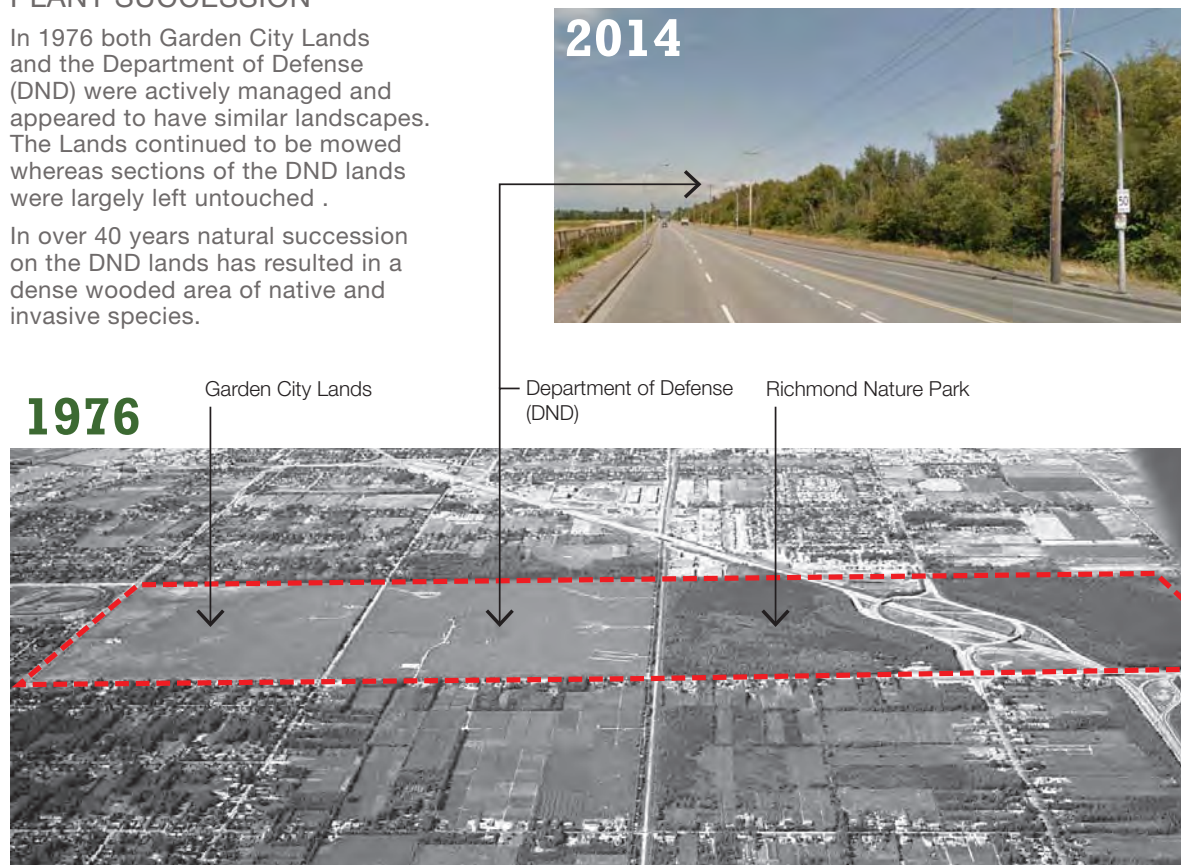 PLANT SUCCESSION
In 1976 both Garden City Lands
and the Department of Defense
(DND) were actively managed and
appeared to have similar landscapes.
The Lands continued to be mowed
whereas sections of the DND lands
were largely left untouched .
In over 40 years natural succession
on the DND lands has resulted in a
dense wooded area of native and
invasive species.
2014
50
1976
Garden City Lands
Department of Defense
(DND)
Richmond Nature Park